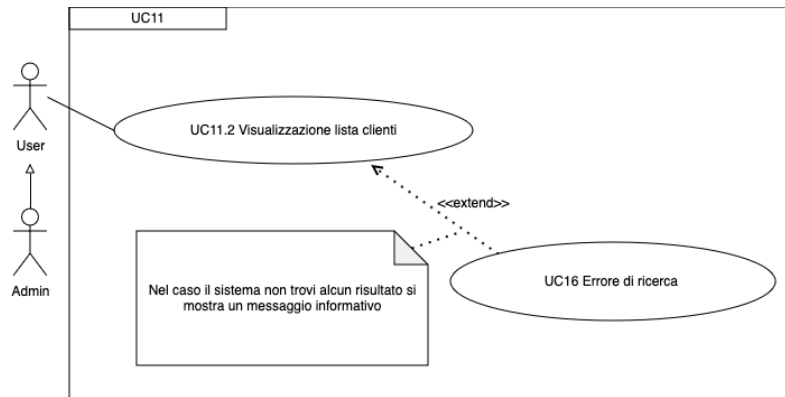 UC11
User
UC11.2 Visualizzazione lista clienti
<<extend>>
Admin
Nel caso il sistema non trovi alcun risultato si
mostra un messaggio informativo
UC16 Errore di ricerca